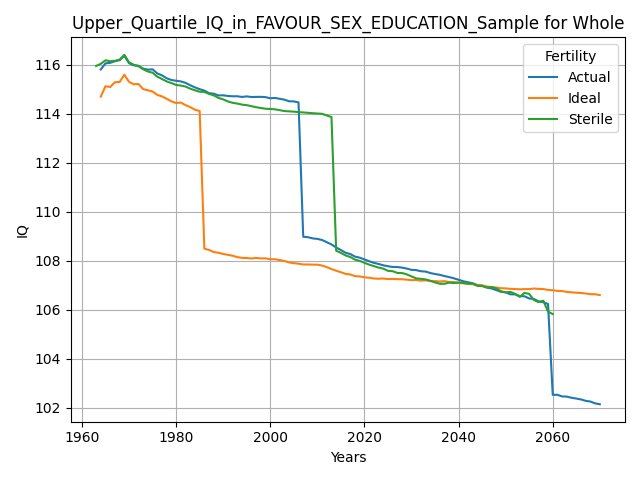 Upper_Quartile_IQ_in_FAVOUR_SEX_EDUCATION_Sample for Whole
Fertility
Actual
Ideal
Sterile
116
114
112
110
108
106
104
102
IQ
1960
1980
2000
2020
2040
2060
Years